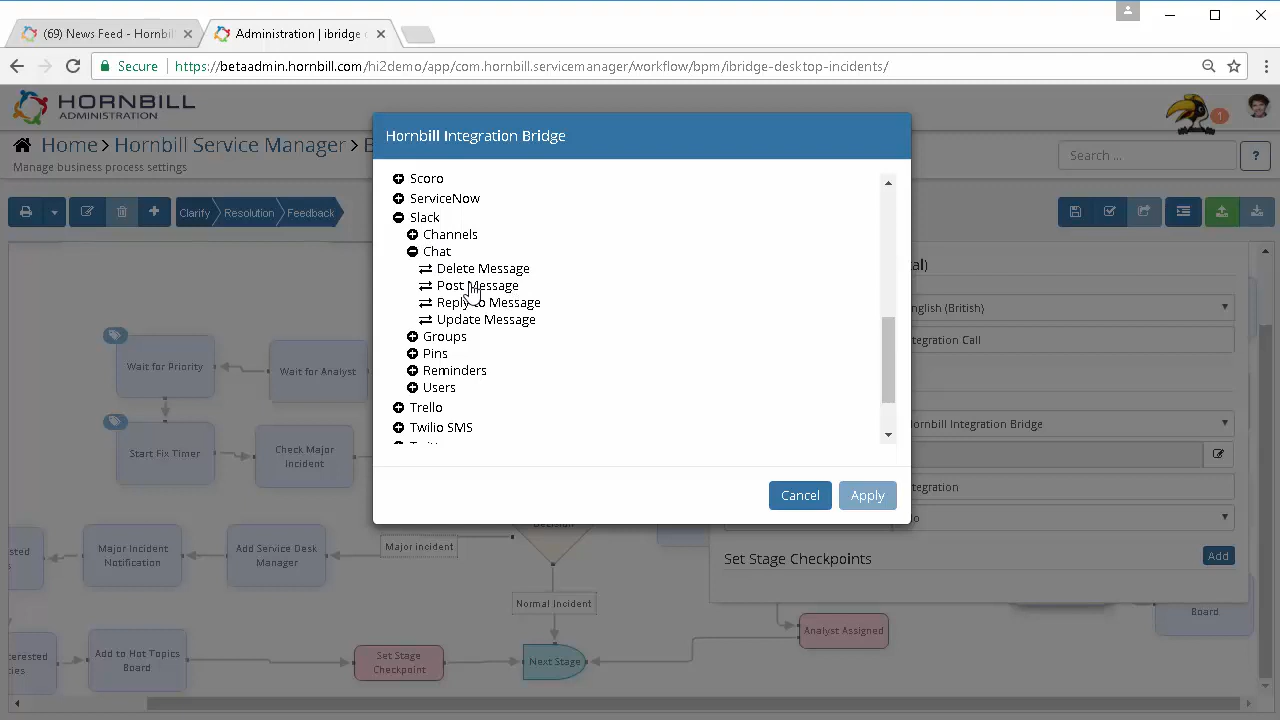 (69) News Feed - Hornbill
Administration | ibridge
Secure
https://betaadmin.hornbill.com/hi2demo/app/com.hornbill.servicemanager/workflow/bpm/ibridge-desktop-incidents/
HORNBILL
ADMINISTRATION
1
Home
Hornbill Service Manager
Manage business process settings
Search ...
?
Clarify
Resolution
Feedback
Hornbill Integration Bridge
Scoro
ServiceNow
Slack
Channels
Chat
Delete Message
Post Message
Reply to Message
Update Message
Groups
Pins
Reminders
Users
Trello
Twilio SMS
Cancel
Apply
Wait for Priority
Wait for Analyst
Start Fix Timer
Check Major
Incident
Major Incident
Notification
Add Service Desk
Manager
Decision
Major incident
Normal Incident
Add to Hot Topics
Board
Set Stage
Checkpoint
Next Stage
Analyst Assigned
Board
English (British)
Hornbill Integration Bridge
Set Stage Checkpoints
Add